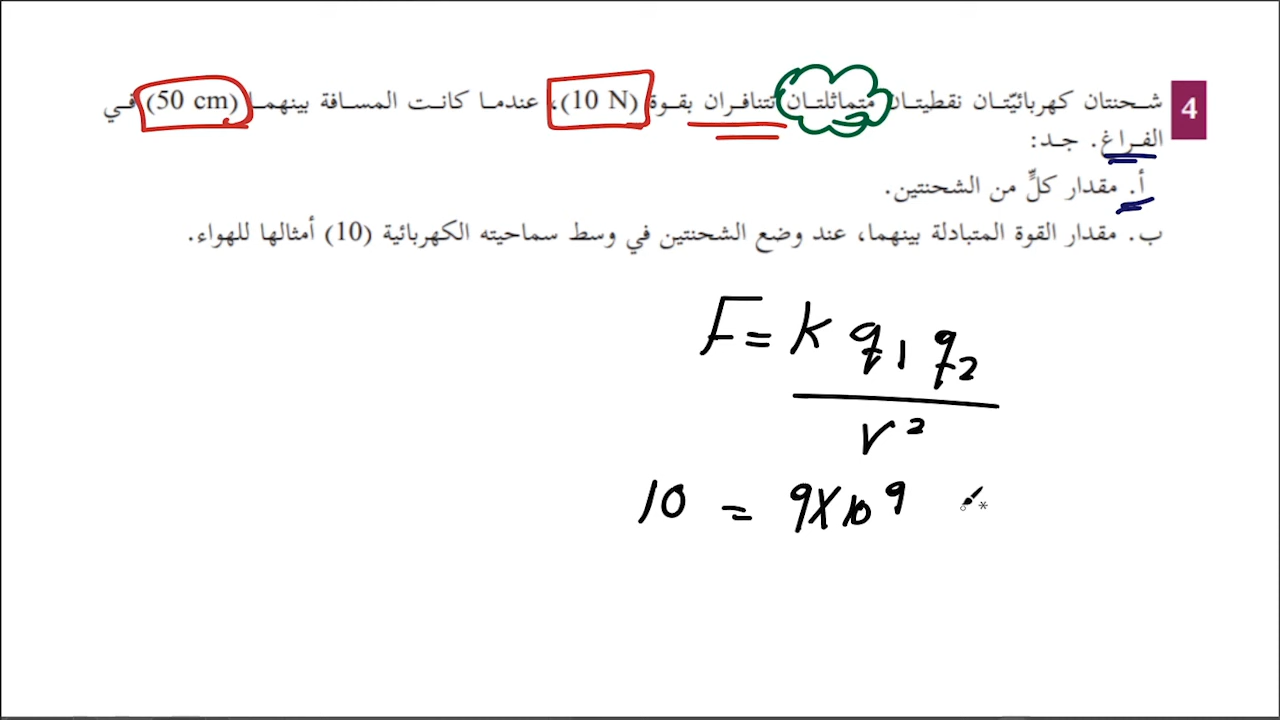 4 شحنتان كهربائيّتان نقطيتان متماثلتان تتنافران بقوة (10 N)، عندما كانت المسافة بينهما (50 cm) في
الفراغ. جد:
أ. مقدار كلٍّ من الشحنتين.
ب. مقدار القوة المتبادلة بينهما، عند وضع الشحنتين في وسط سماحيته الكهربائية (10) أمثالها للهواء.
F = k q1 q2
r²
10 = 9×10⁹